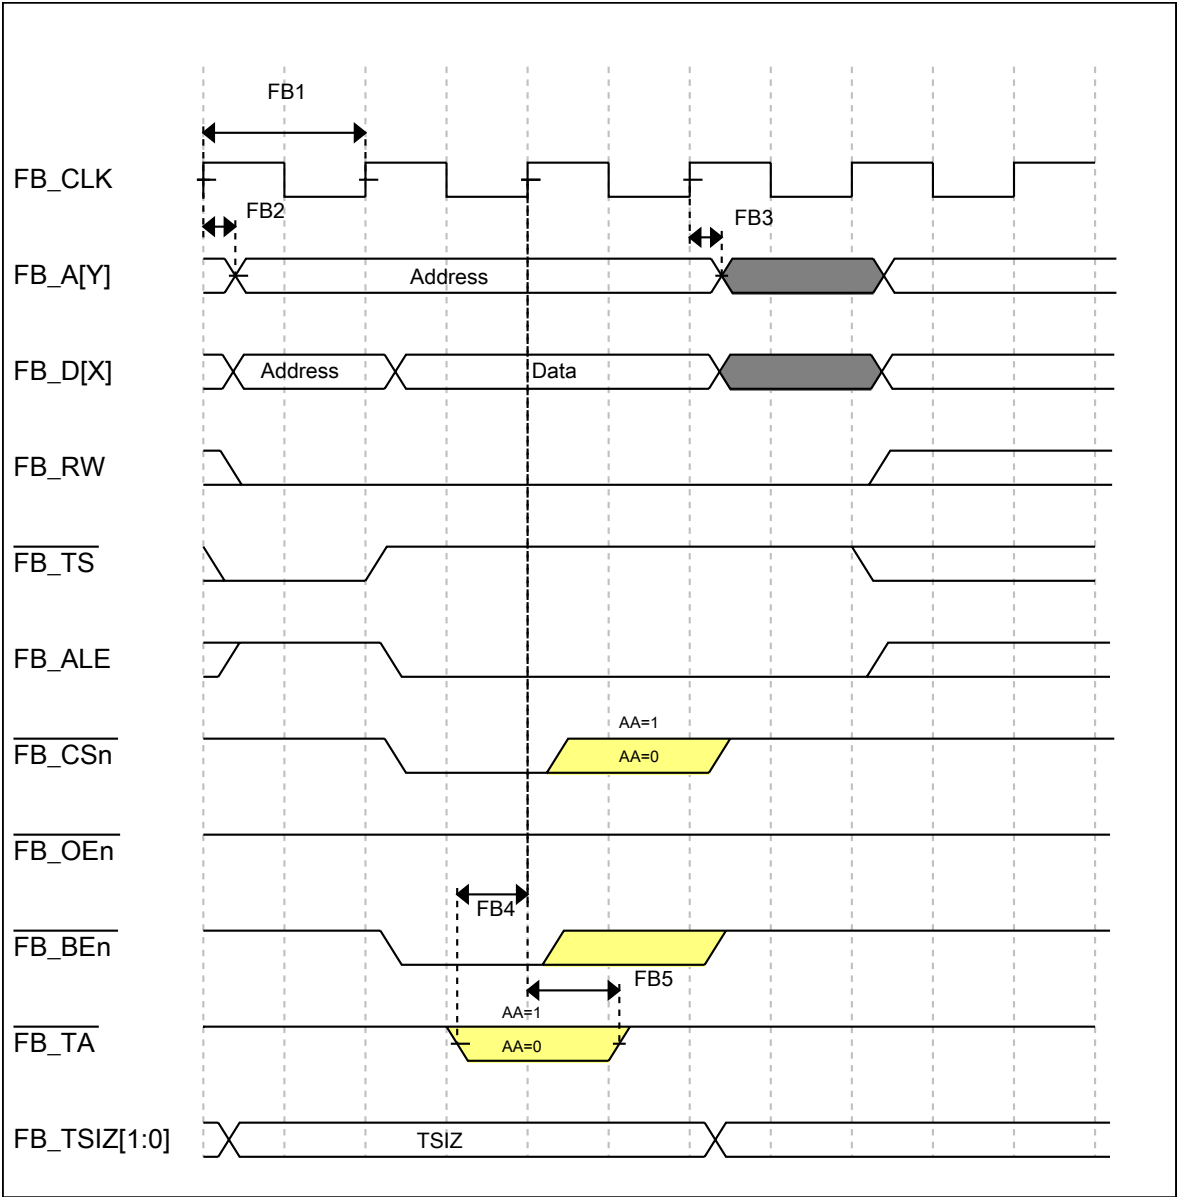 FB1
FB_CLK
FB2
FB3
FB_A[Y]
Address
FB_D[X]
Address
Data
FB_RW
FB_TS
FB_ALE
AA=1
FB_CSn
AA=0
FB_OEn
FB4
FB_BEn
FB5
AA=1
FB_TA
AA=0
FB_TSIZ[1:0]
TSIZ